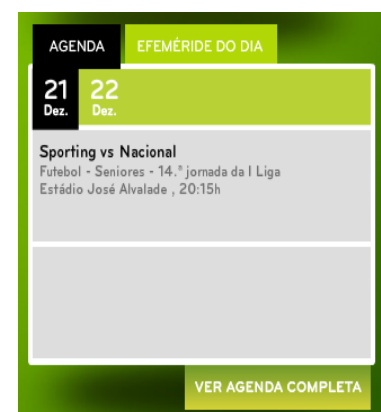 AGENDA
EFEMÉRIDE DO DIA
21 22
Dez. Dez.
Sporting vs Nacional
Futebol - Seniores - 14.ª jornada da I Liga
Estádio José Alvalade , 20:15h
VER AGENDA COMPLETA